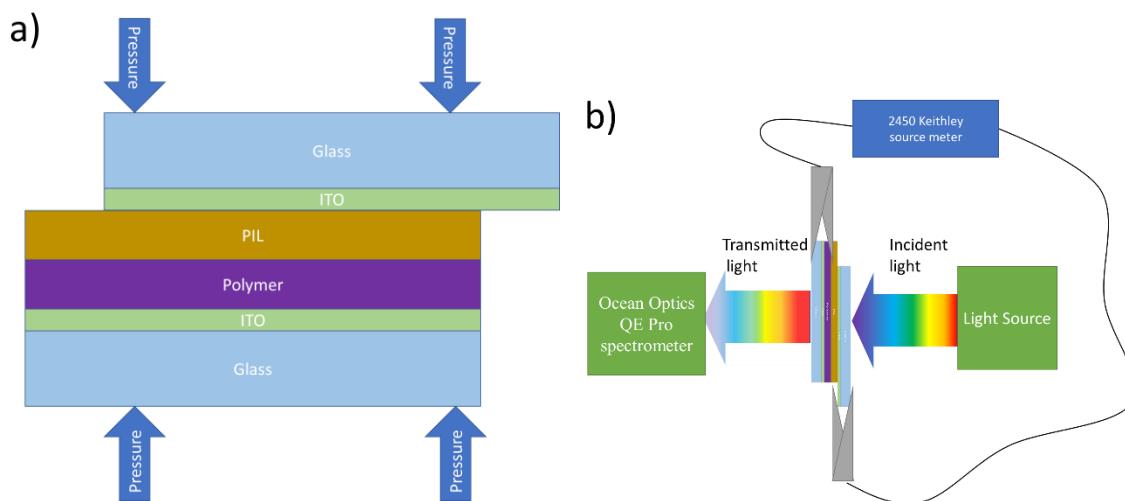 a)
Pressure
Pressure
Glass
ITO
PIL
Polymer
ITO
Glass
Pressure
Pressure
b)
2450 Keithley
source meter
Transmitted
light
Incident
light
Ocean Optics
QE Pro
spectrometer
Light Source